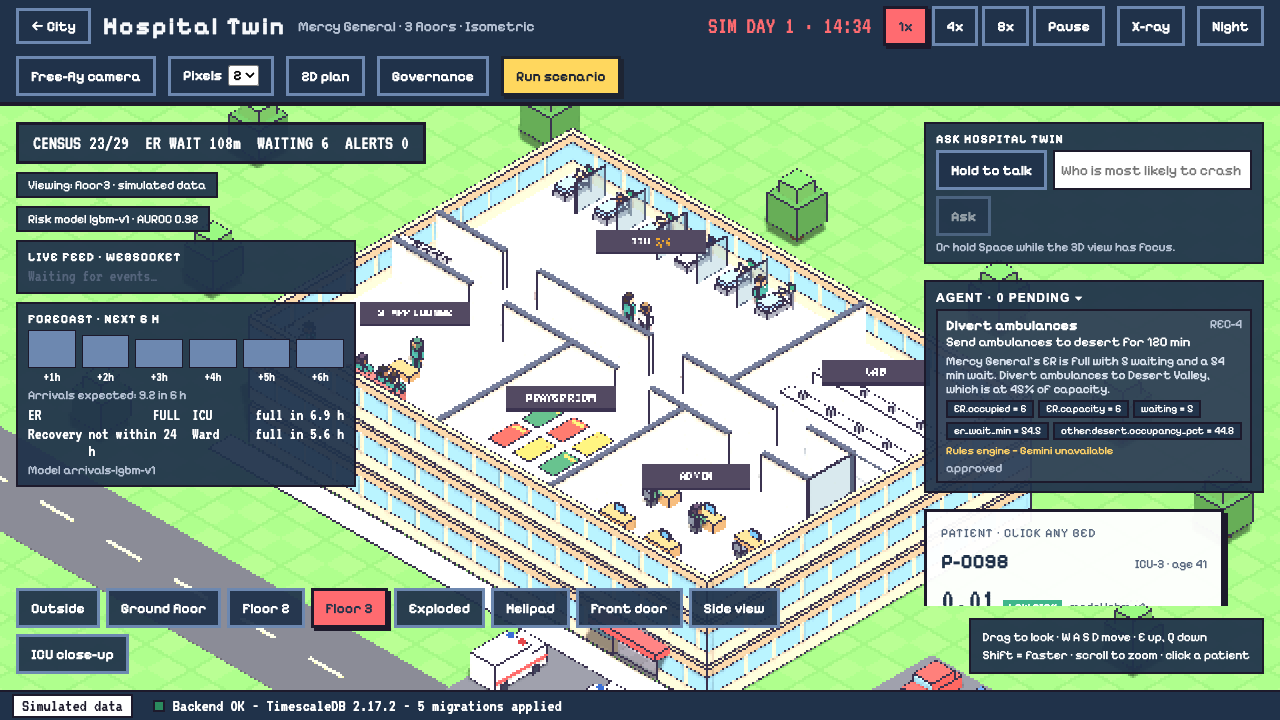 ← City
Hospital Twin
Mercy General · 3 floors · Isometric
SIM DAY 1 · 14:34
1x
4x
8x
Pause
X-ray
Night
Free-fly camera
Pixels 2
2D plan
Governance
Run scenario
CENSUS 23/29 ER WAIT 108m WAITING 6 ALERTS 0
Viewing: floor3 · simulated data
Risk model lgbm-v1 · AUROC 0.92
LIVE FEED · WEBSOCKET
Waiting for events…
FORECAST · NEXT 6 H
+1h +2h +3h +4h +5h +6h
Arrivals expected: 3.2 in 6 h
ER FULL ICU full in 6.9 h
Recovery not within 24 h Ward full in 5.6 h
Model arrivals-lgbm-v1
ICU
LAB
ADMIN
ASK HOSPITAL TWIN
Hold to talk
Who is most likely to crash
Ask
Or hold Space while the 3D view has focus.
AGENT · 0 PENDING
Divert ambulances
REC-4
Send ambulances to desert for 120 min
Mercy General's ER is full with 5 waiting and a 54
min wait. Divert ambulances to Desert Valley,
which is at 45% of capacity.
ER.occupied = 6
ER.capacity = 6
waiting = 5
er.wait_min = 54.5
other.desert.occupancy_pct = 44.8
Rules engine - Gemini unavailable
approved
PATIENT · CLICK ANY BED
P-0098
ICU-3 · age 41
0.01
Outside
Ground floor
Floor 2
Floor 3
Exploded
Helipad
Front door
Side view
ICU close-up
Drag to look · W A S D move · E up, Q down
Shift = faster · scroll to zoom · click a patient
Simulated data
Backend OK - TimescaleDB 2.17.2 - 5 migrations applied